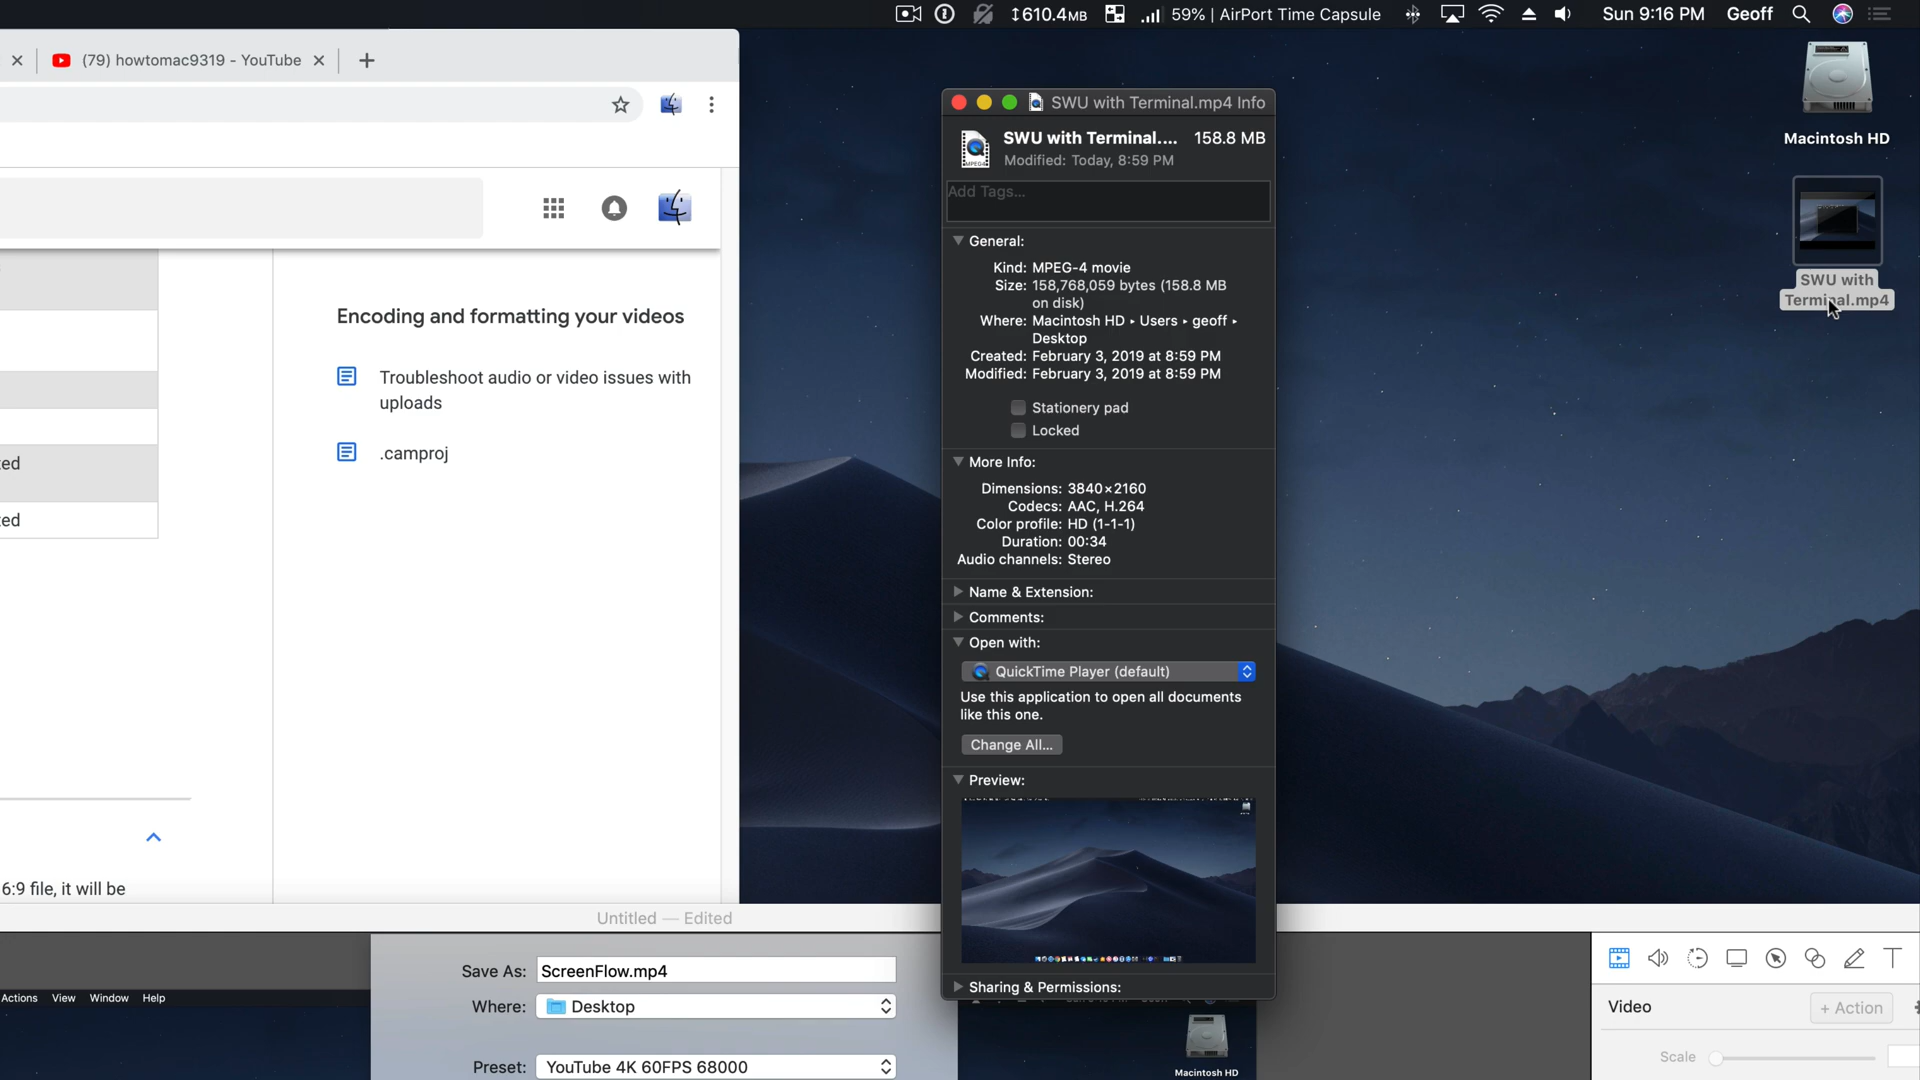 610.4MB
59% | AirPort Time Capsule
Sun 9:16 PM
Geoff
(79) howtomac9319 - YouTube
Encoding and formatting your videos
Troubleshoot audio or video issues with
uploads
.camproj
ted
ted
6:9 file, it will be
SWU with Terminal.mp4 Info
SWU with Terminal.... 158.8 MB
Modified: Today, 8:59 PM
Add Tags...
General:
Kind: MPEG-4 movie
Size: 158,768,059 bytes (158.8 MB
on disk)
Where: Macintosh HD ▸ Users ▸ geoff ▸
Desktop
Created: February 3, 2019 at 8:59 PM
Modified: February 3, 2019 at 8:59 PM
Stationery pad
Locked
More Info:
Dimensions: 3840×2160
Codecs: AAC, H.264
Color profile: HD (1-1-1)
Duration: 00:34
Audio channels: Stereo
Name & Extension:
Comments:
Open with:
QuickTime Player (default)
Use this application to open all documents
like this one.
Change All...
Preview:
Sharing & Permissions:
Macintosh HD
SWU with
Terminal.mp4
Untitled — Edited
Save As: ScreenFlow.mp4
Where: Desktop
Preset: YouTube 4K 60FPS 68000
Actions View Window Help
Macintosh HD
Video
+ Action
Scale